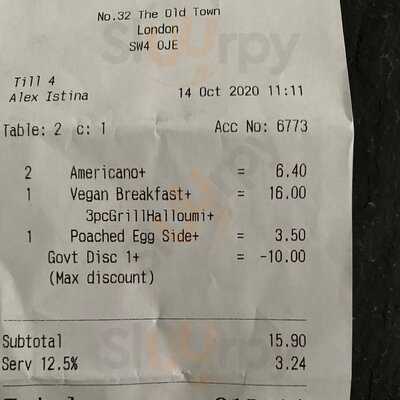 No.32 The Old Town
London
SW4 0JE
Till 4
Alex Istina 14 Oct 2020 11:11
Table: 2 c: 1 Acc No: 6773
2 Americano+ = 6.40
1 Vegan Breakfast+ = 16.00
3pcGrillHalloumi+
1 Poached Egg Side+ = 3.50
Govt Disc 1+ = -10.00
(Max discount)
Subtotal 15.90
Serv 12.5% 3.24